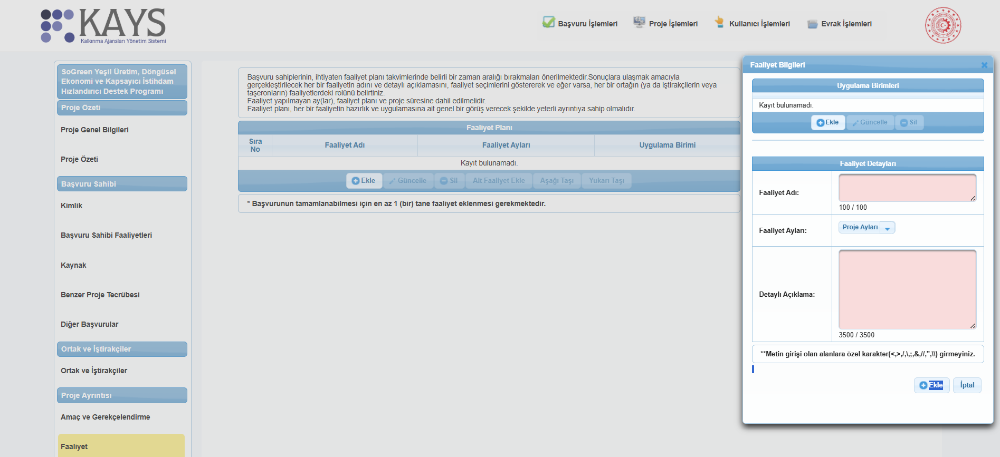 KAYS
Kalkınma Ajansları Yönetim Sistemi
Başvuru İşlemleri
Proje İşlemleri
Kullanıcı İşlemleri
Evrak İşlemleri
SoGreen Yeşil Üretim, Döngüsel
Ekonomi ve Kapsayıcı İstihdam
Hızlandırıcı Destek Programı
Proje Özeti
Proje Genel Bilgileri
Proje Özeti
Başvuru Sahibi
Kimlik
Başvuru Sahibi Faaliyetleri
Kaynak
Benzer Proje Tecrübesi
Diğer Başvurular
Ortak ve İştirakçiler
Ortak ve İştirakçiler
Proje Ayrıntısı
Amaç ve Gerekçelendirme
Faaliyet
Başvuru sahiplerinin, ihtiyaten faaliyet planı takvimlerinde belirli bir zaman aralığı bırakmaları önerilmektedir.Sonuçlara ulaşmak amacıyla
gerçekleştirilecek her bir faaliyetin adını ve detaylı açıklamasını, faaliyet seçimlerini göstererek ve eğer varsa, her bir ortağın (ya da iştirakçilerin veya
taşeronların) faaliyetlerdeki rolünü belirtiniz.
Faaliyet yapılmayan ay(lar), faaliyet planı ve proje süresine dahil edilmelidir.
Faaliyet planı, her bir faaliyetin hazırlık ve uygulamasına ait genel bir görüş verecek şekilde yeterli ayrıntıya sahip olmalıdır.
Faaliyet Planı
Sıra No
Faaliyet Adı
Faaliyet Ayları
Uygulama Birimi
Kayıt bulunamadı.
Ekle
Güncelle
Sil
Alt Faaliyet Ekle
Aşağı Taşı
Yukarı Taşı
* Başvurunun tamamlanabilmesi için en az 1 (bir) tane faaliyet eklenmesi gerekmektedir.
Faaliyet Bilgileri
Uygulama Birimleri
Kayıt bulunamadı.
Ekle
Güncelle
Sil
Faaliyet Detayları
Faaliyet Adı:
100 / 100
Faaliyet Ayları:
Proje Ayları
Detaylı Açıklama:
3500 / 3500
**Metin girişi olan alanlara özel karakter(<,>,/,\,;,&,//,",\\) girmeyiniz.
Ekle
İptal